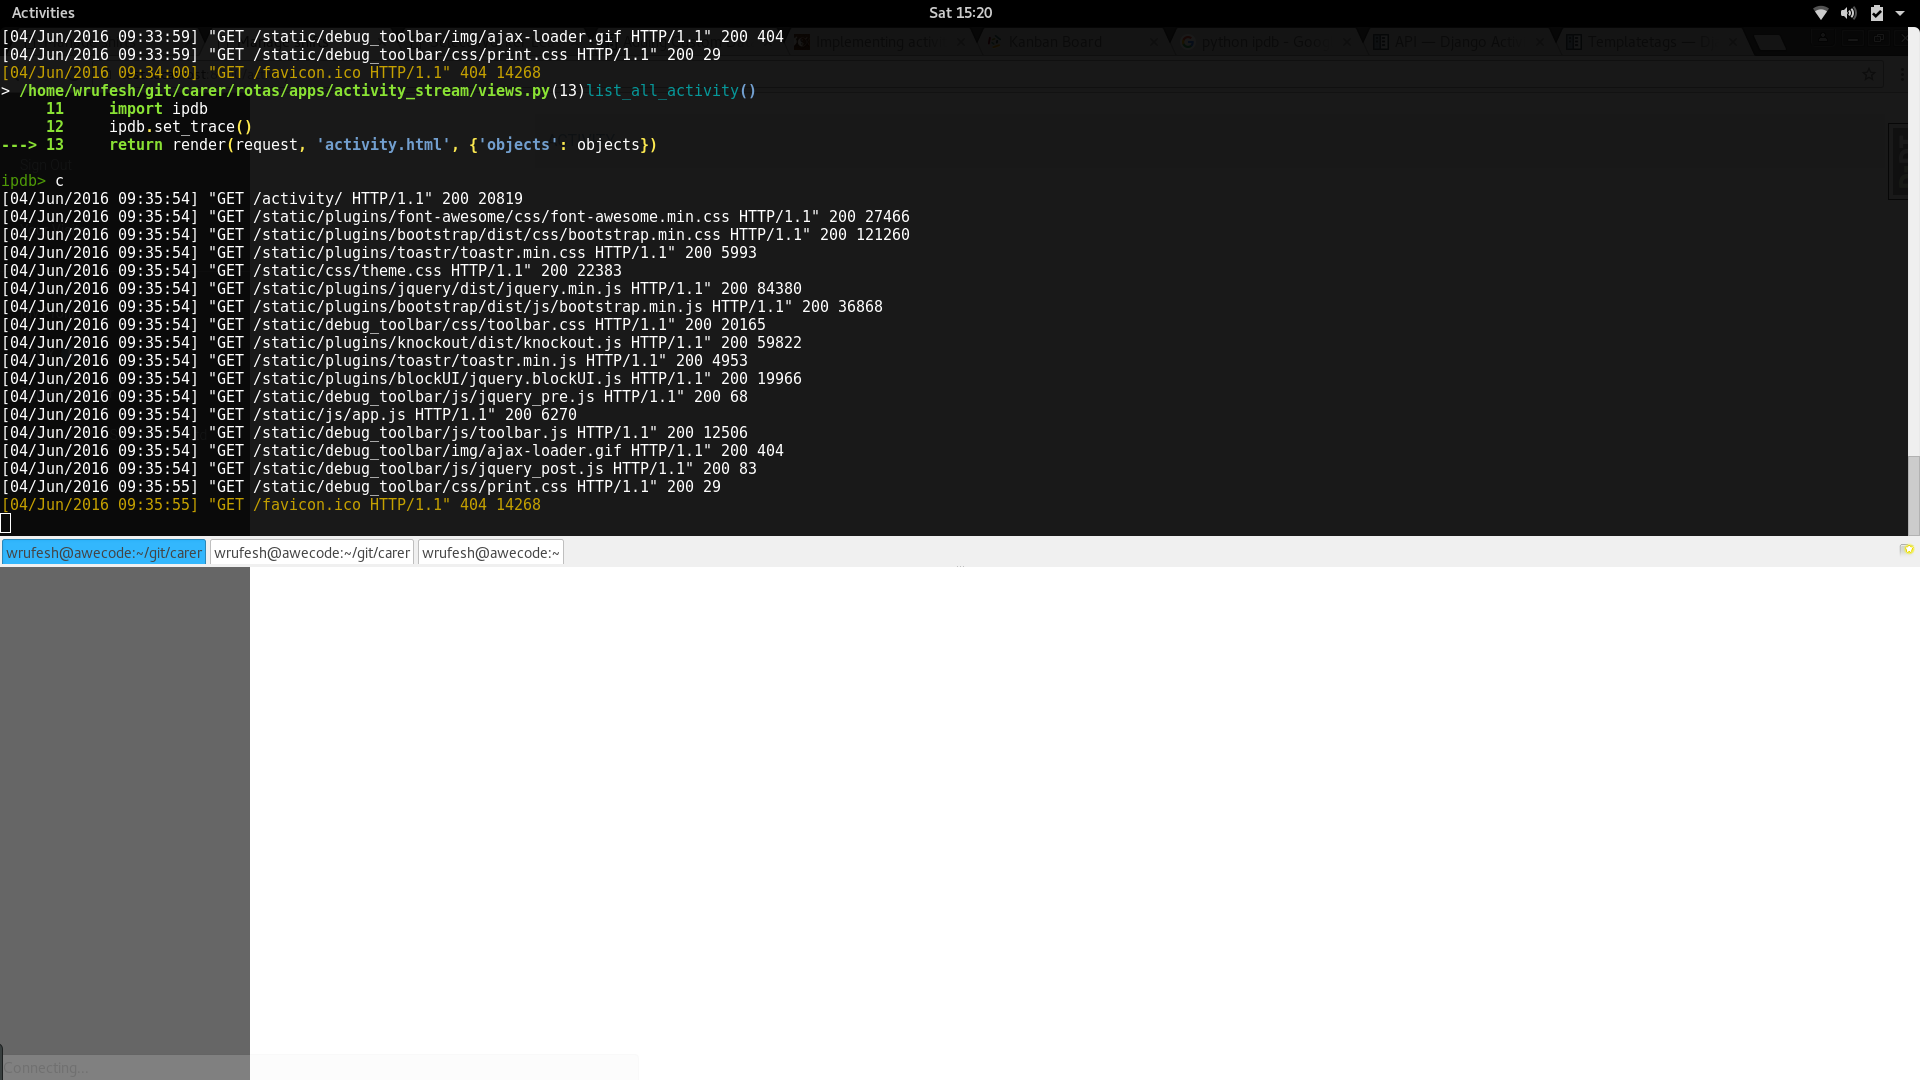 Activities
Sat 15:20
[04/Jun/2016 09:33:59] "GET /static/debug_toolbar/img/ajax-loader.gif HTTP/1.1" 200 404
Implementing activ
Kanban Board
python ipdb - Goo
API — Django Act
Templatetags — D
[04/Jun/2016 09:33:59] "GET /static/debug_toolbar/css/print.css HTTP/1.1" 200 29
[04/Jun/2016 09:34:00] "GET /favicon.ico HTTP/1.1" 404 14268
> /home/wrufesh/git/carer/rotas/apps/activity_stream/views.py(13)list_all_activity()
11 import ipdb
12 ipdb.set_trace()
---> 13 return render(request, 'activity.html', {'objects': objects})
Sign Out
ipdb> c
[04/Jun/2016 09:35:54] "GET /activity/ HTTP/1.1" 200 20819
[04/Jun/2016 09:35:54] "GET /static/plugins/font-awesome/css/font-awesome.min.css HTTP/1.1" 200 27466
[04/Jun/2016 09:35:54] "GET /static/plugins/bootstrap/dist/css/bootstrap.min.css HTTP/1.1" 200 121260
[04/Jun/2016 09:35:54] "GET /static/plugins/toastr/toastr.min.css HTTP/1.1" 200 5993
[04/Jun/2016 09:35:54] "GET /static/css/theme.css HTTP/1.1" 200 22383
[04/Jun/2016 09:35:54] "GET /static/plugins/jquery/dist/jquery.min.js HTTP/1.1" 200 84380
[04/Jun/2016 09:35:54] "GET /static/plugins/bootstrap/dist/js/bootstrap.min.js HTTP/1.1" 200 36868
[04/Jun/2016 09:35:54] "GET /static/debug_toolbar/css/toolbar.css HTTP/1.1" 200 20165
[04/Jun/2016 09:35:54] "GET /static/plugins/knockout/dist/knockout.js HTTP/1.1" 200 59822
[04/Jun/2016 09:35:54] "GET /static/plugins/toastr/toastr.min.js HTTP/1.1" 200 4953
[04/Jun/2016 09:35:54] "GET /static/plugins/blockUI/jquery.blockUI.js HTTP/1.1" 200 19966
[04/Jun/2016 09:35:54] "GET /static/debug_toolbar/js/jquery_pre.js HTTP/1.1" 200 68
[04/Jun/2016 09:35:54] "GET /static/js/app.js HTTP/1.1" 200 6270
[04/Jun/2016 09:35:54] "GET /static/debug_toolbar/js/toolbar.js HTTP/1.1" 200 12506
[04/Jun/2016 09:35:54] "GET /static/debug_toolbar/img/ajax-loader.gif HTTP/1.1" 200 404
[04/Jun/2016 09:35:54] "GET /static/debug_toolbar/js/jquery_post.js HTTP/1.1" 200 83
[04/Jun/2016 09:35:55] "GET /static/debug_toolbar/css/print.css HTTP/1.1" 200 29
[04/Jun/2016 09:35:55] "GET /favicon.ico HTTP/1.1" 404 14268
wrufesh@awecode:~/git/carer
wrufesh@awecode:~/git/carer
wrufesh@awecode:~
Connecting...